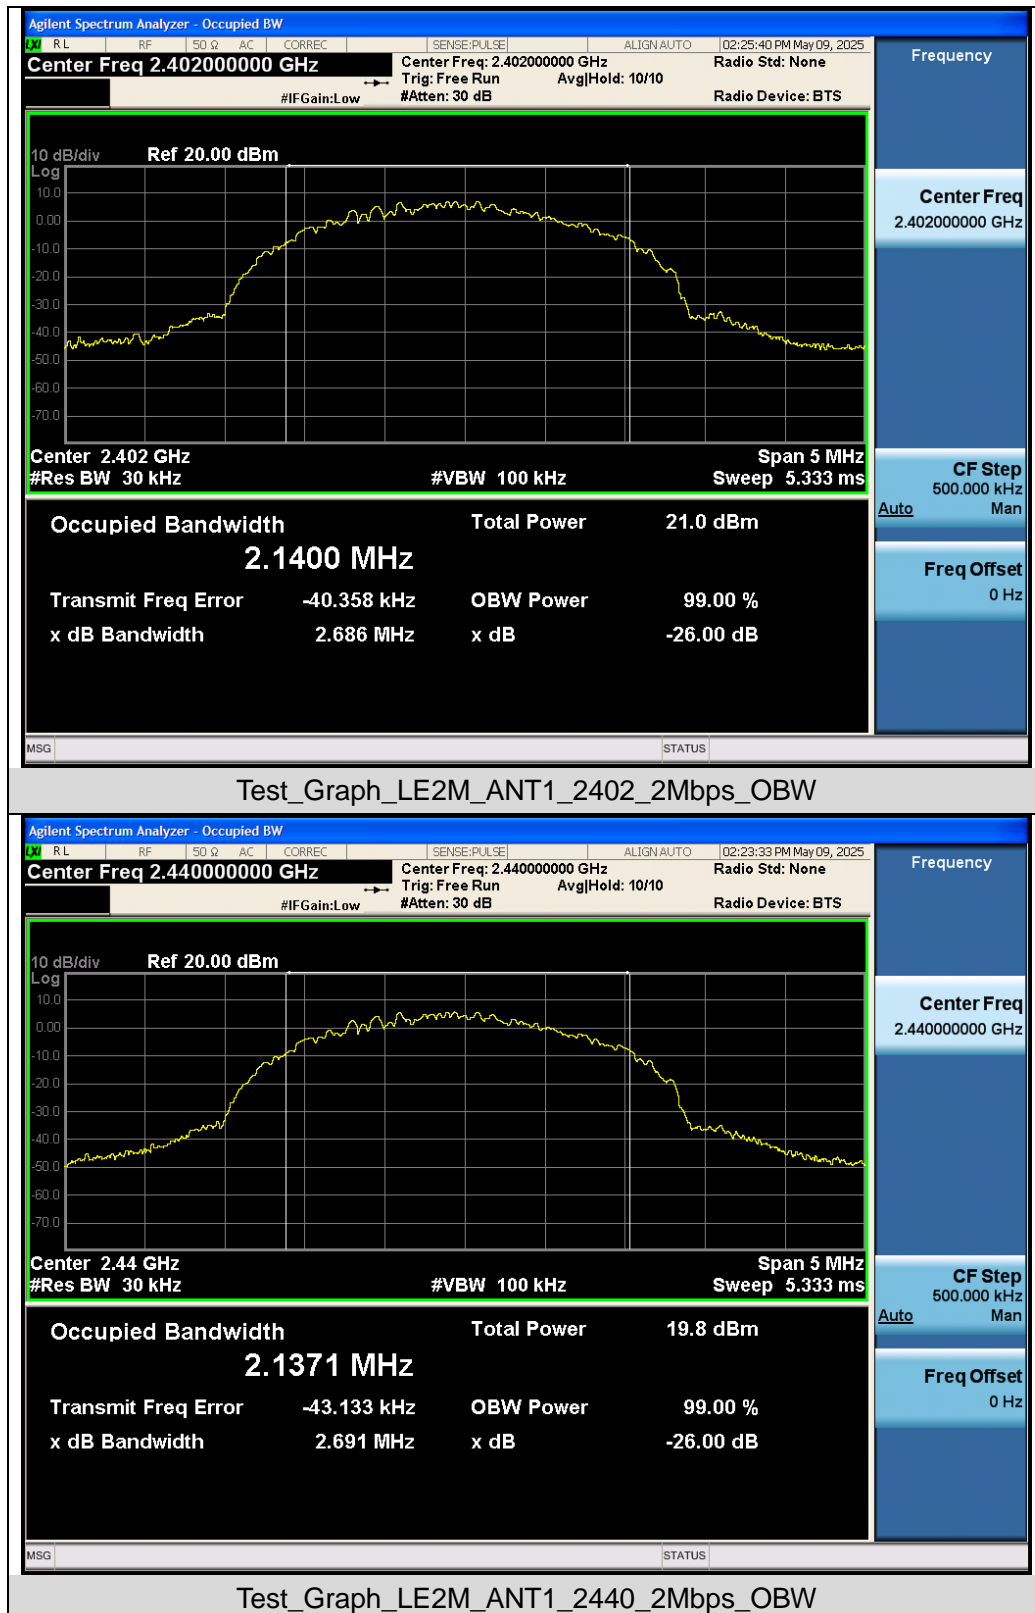 Agilent Spectrum Analyzer - Occupied BW
LXI RL RF 50 Ω AC CORREC SENSE:PULSE ALIGN AUTO 02:25:40 PM May 09, 2025
Center Freq 2.402000000 GHz
Center Freq: 2.402000000 GHz
Radio Std: None
Trig: Free Run Avg|Hold: 10/10
#IFGain:Low
#Atten: 30 dB
Radio Device: BTS
Frequency
10 dB/div Ref 20.00 dBm
Log
10.0
0.00
-10.0
-20.0
-30.0
-40.0
-50.0
-60.0
-70.0
Center Freq
2.402000000 GHz
Center 2.402 GHz Span 5 MHz
#Res BW 30 kHz #VBW 100 kHz Sweep 5.333 ms
CF Step
500.000 kHz
Auto Man
Occupied Bandwidth Total Power 21.0 dBm
2.1400 MHz
Transmit Freq Error -40.358 kHz OBW Power 99.00 %
x dB Bandwidth 2.686 MHz x dB -26.00 dB
Freq Offset
0 Hz
MSG STATUS
Test_Graph_LE2M_ANT1_2402_2Mbps_OBW
Agilent Spectrum Analyzer - Occupied BW
LXI RL RF 50 Ω AC CORREC SENSE:PULSE ALIGN AUTO 02:23:33 PM May 09, 2025
Center Freq 2.440000000 GHz
Center Freq: 2.440000000 GHz
Radio Std: None
Trig: Free Run Avg|Hold: 10/10
#IFGain:Low
#Atten: 30 dB
Radio Device: BTS
Frequency
10 dB/div Ref 20.00 dBm
Log
10.0
0.00
-10.0
-20.0
-30.0
-40.0
-50.0
-60.0
-70.0
Center Freq
2.440000000 GHz
Center 2.44 GHz Span 5 MHz
#Res BW 30 kHz #VBW 100 kHz Sweep 5.333 ms
CF Step
500.000 kHz
Auto Man
Occupied Bandwidth Total Power 19.8 dBm
2.1371 MHz
Transmit Freq Error -43.133 kHz OBW Power 99.00 %
x dB Bandwidth 2.691 MHz x dB -26.00 dB
Freq Offset
0 Hz
MSG STATUS
Test_Graph_LE2M_ANT1_2440_2Mbps_OBW